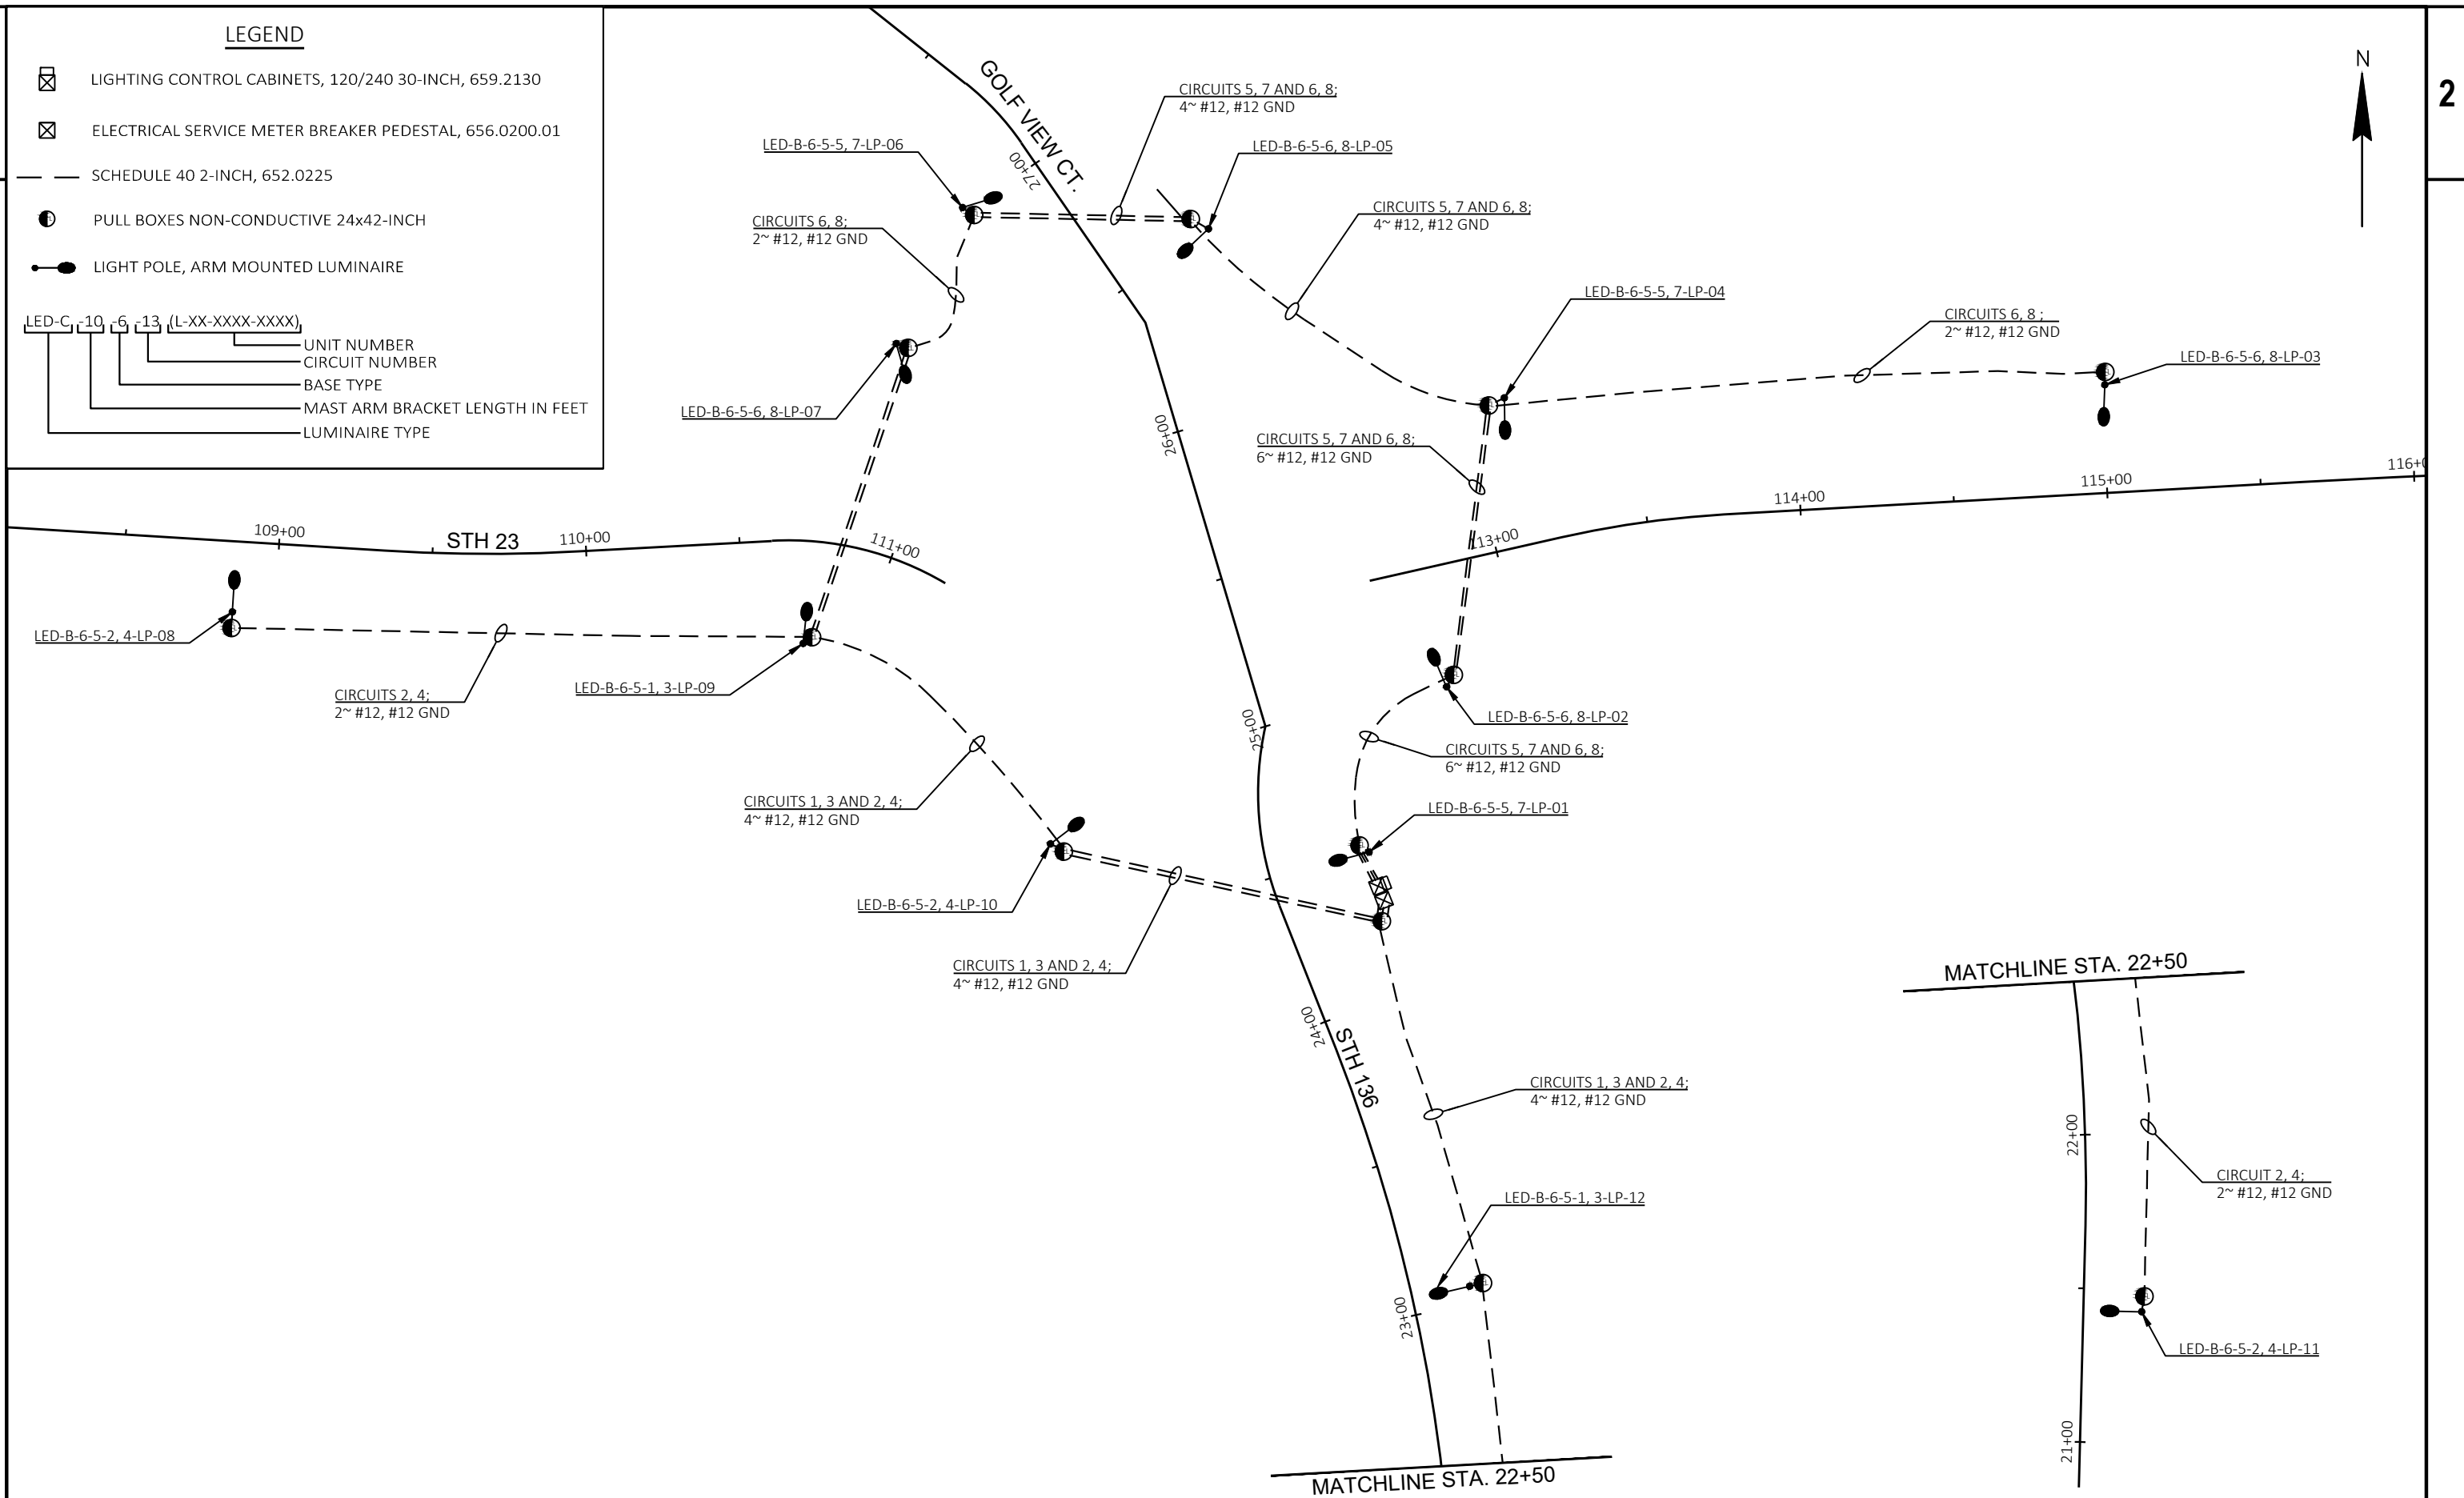 LEGEND
LIGHTING CONTROL CABINETS, 120/240 30-INCH, 659.2130
ELECTRICAL SERVICE METER BREAKER PEDESTAL, 656.0200.01
SCHEDULE 40 2-INCH, 652.0225
PULL BOXES NON-CONDUCTIVE 24x42-INCH
LIGHT POLE, ARM MOUNTED LUMINAIRE
LED-C -10 -6 -13 (L-XX-XXXX-XXXX)
UNIT NUMBER
CIRCUIT NUMBER
BASE TYPE
MAST ARM BRACKET LENGTH IN FEET
LUMINAIRE TYPE
N
2
GOLF VIEW CT.
CIRCUITS 5, 7 AND 6, 8;
4~ #12, #12 GND
LED-B-6-5-5, 7-LP-06
LED-B-6-5-6, 8-LP-05
27+00
CIRCUITS 6, 8;
2~ #12, #12 GND
CIRCUITS 5, 7 AND 6, 8;
4~ #12, #12 GND
LED-B-6-5-5, 7-LP-04
CIRCUITS 6, 8 ;
2~ #12, #12 GND
LED-B-6-5-6, 8-LP-03
LED-B-6-5-6, 8-LP-07
26+00
CIRCUITS 5, 7 AND 6, 8;
6~ #12, #12 GND
109+00
STH 23
110+00
111+00
113+00
114+00
115+00
116+0
LED-B-6-5-2, 4-LP-08
CIRCUITS 2, 4;
2~ #12, #12 GND
LED-B-6-5-1, 3-LP-09
25+00
LED-B-6-5-6, 8-LP-02
CIRCUITS 5, 7 AND 6, 8;
6~ #12, #12 GND
CIRCUITS 1, 3 AND 2, 4;
4~ #12, #12 GND
LED-B-6-5-5, 7-LP-01
LED-B-6-5-2, 4-LP-10
CIRCUITS 1, 3 AND 2, 4;
4~ #12, #12 GND
24+00
STH 136
CIRCUITS 1, 3 AND 2, 4;
4~ #12, #12 GND
LED-B-6-5-1, 3-LP-12
23+00
MATCHLINE STA. 22+50
MATCHLINE STA. 22+50
22+00
CIRCUIT 2, 4;
2~ #12, #12 GND
LED-B-6-5-2, 4-LP-11
21+00